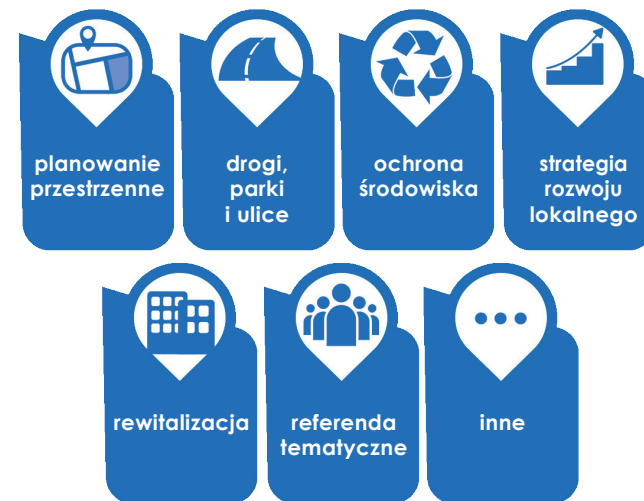 planowanie
przestrzenne
drogi,
parki
i ulice
ochrona
środowiska
strategia
rozwoju
lokalnego
rewitalizacja
referenda
tematyczne
inne